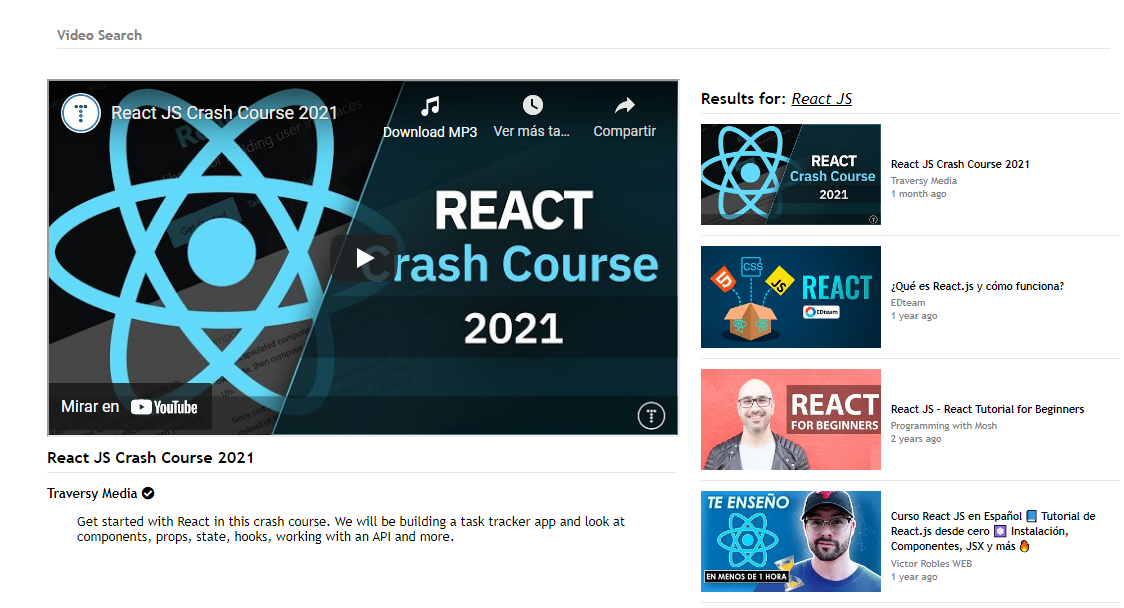 Video Search
React JS Crash Course 2021
Download MP3
Ver más ta...
Compartir
REACT
Crash Course
2021
Mirar en YouTube
React JS Crash Course 2021
Traversy Media
Get started with React in this crash course. We will be building a task tracker app and look at
components, props, state, hooks, working with an API and more.
Results for: React JS
REACT
Crash Course
2021
React JS Crash Course 2021
Traversy Media
1 month ago
CSS
JS
REACT
EDteam
¿Qué es React.js y cómo funciona?
EDteam
1 year ago
REACT
FOR BEGINNERS
React JS - React Tutorial for Beginners
Programming with Mosh
2 years ago
TE ENSEÑO
EN MENOS DE 1 HORA
Curso React JS en Español 📘 Tutorial de
React.js desde cero ⚛️ Instalación,
Componentes, JSX y más 🔥
Victor Robles WEB
1 year ago